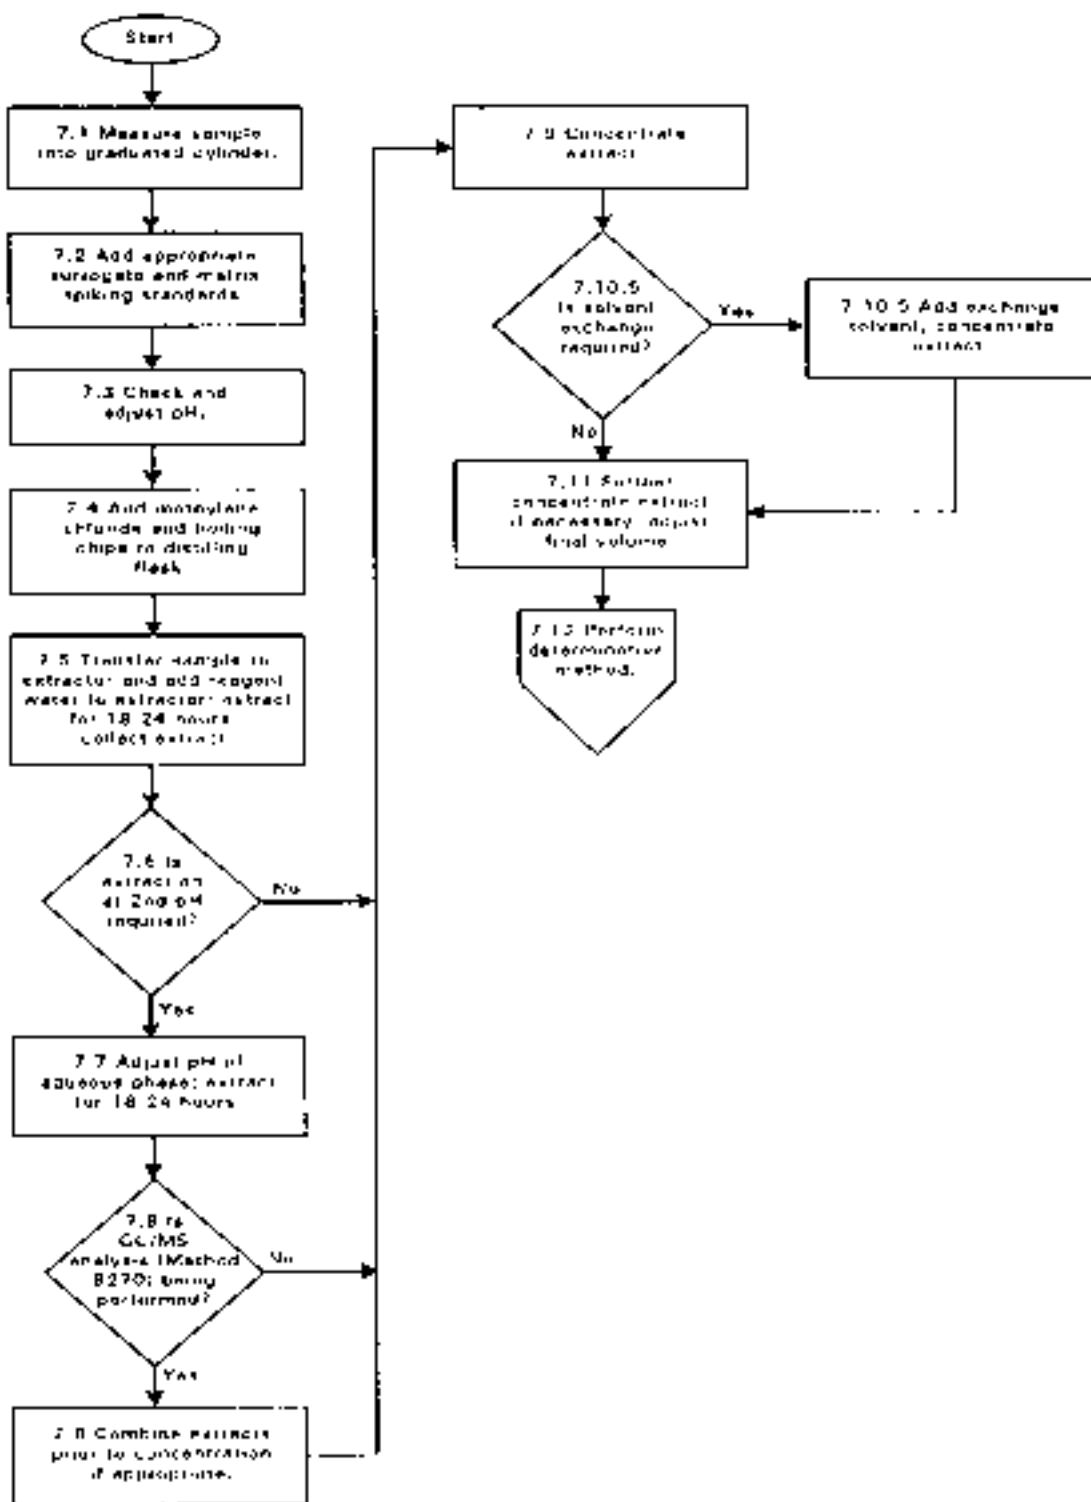 Start
7.1 Measure sample
into graduated cylinder.
7.2 Add appropriate
surrogate and matrix
spiking standards
7.3 Check and
adjust pH.
7.4 Add methylene
chloride and boiling
chips to distilling
flask
7.5 Transfer sample to
extractor and add reagent
water to extractor; extract
for 18-24 hours
collect extract
7.6 Is
extraction
at 2nd pH
required?
No
Yes
7.7 Adjust pH of
aqueous phase; extract
for 18-24 hours
7.8 Is
GC/MS
analysis (Method
8270) being
performed?
No
Yes
7.8 Combine extracts
prior to concentration
if appropriate.
7.9 Concentrate
extract
7.10.5
Is solvent
exchange
required?
Yes
No
7.10.5 Add exchange
solvent, concentrate
extract
7.11 Further
concentrate extract
if necessary, adjust
final volume
7.12 Perform
determinative
method.